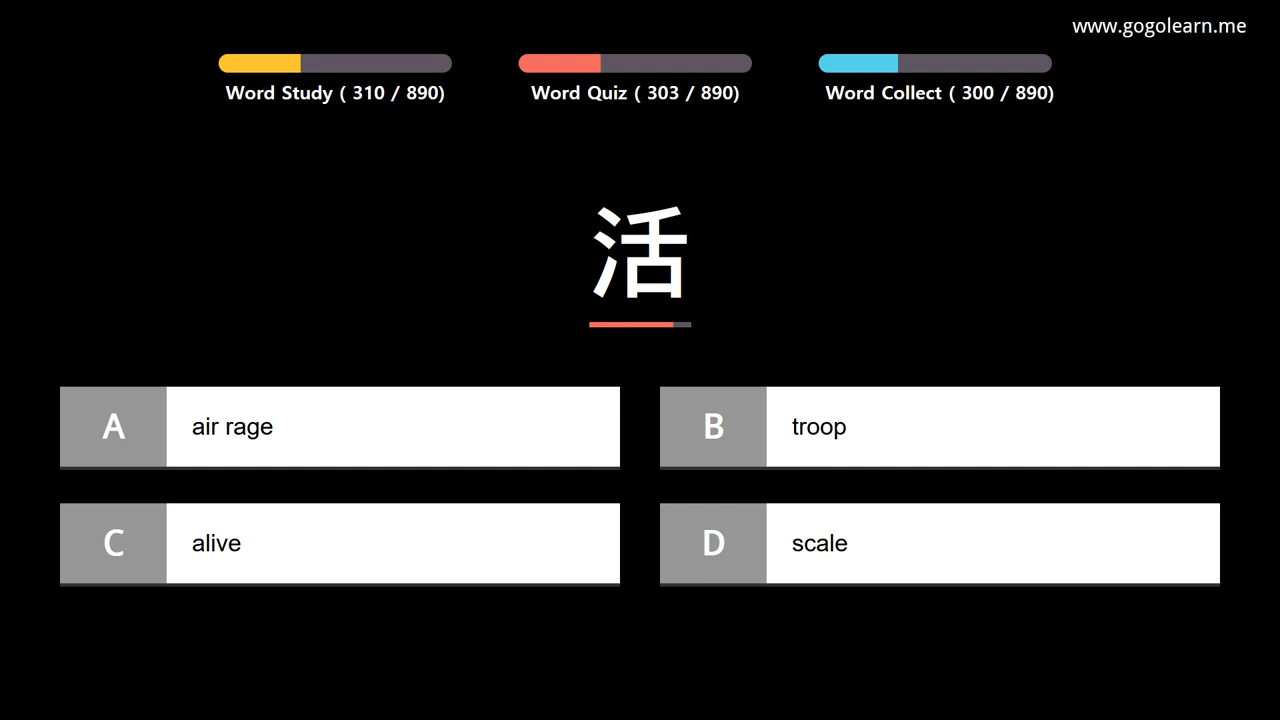 www.gogolearn.me
Word Study ( 310 / 890)
Word Quiz ( 303 / 890)
Word Collect ( 300 / 890)
活
A air rage
B troop
C alive
D scale